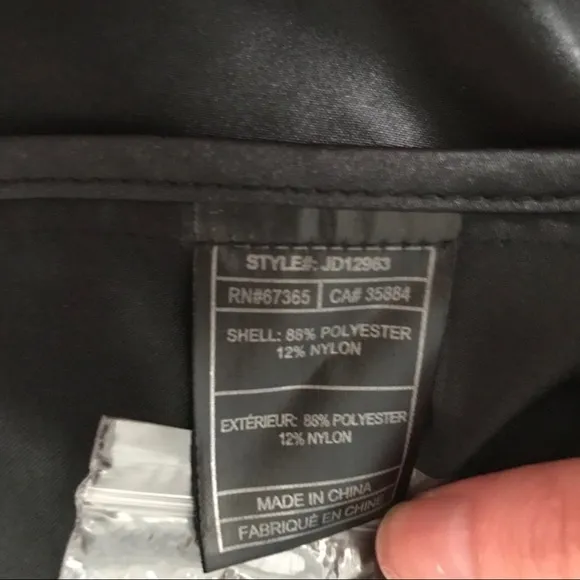 STYLE#: JD12963
RN#67365 | CA# 35884
SHELL: 88% POLYESTER
12% NYLON
EXTÉRIEUR: 88% POLYESTER
12% NYLON
MADE IN CHINA
FABRIQUÉ EN CHINE